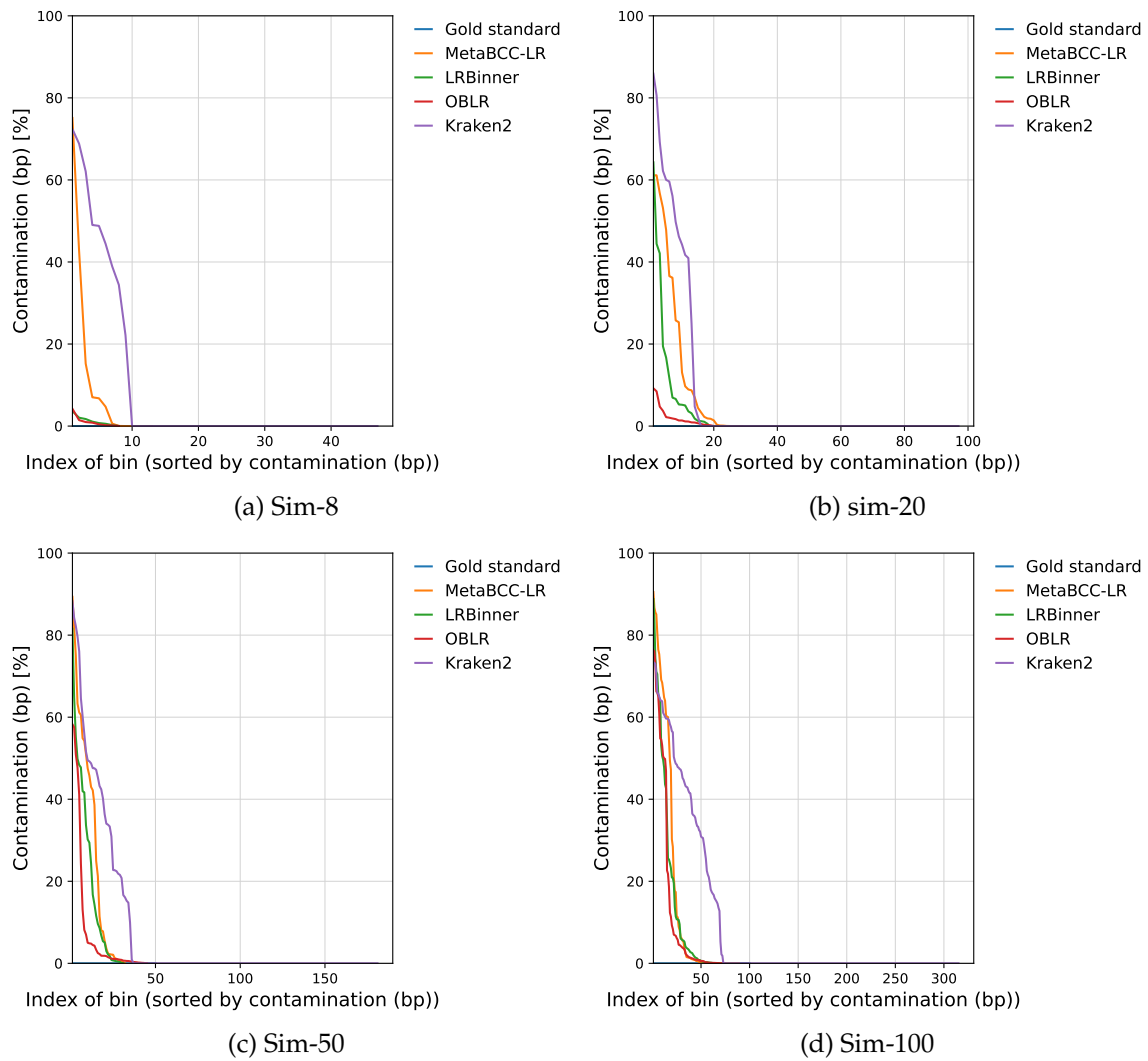 100
80
60
40
20
0
Contamination (bp) [%]
10 20 30 40
Index of bin (sorted by contamination (bp))
Gold standard
MetaBCC-LR
LRBinner
OBLR
Kraken2
(a) Sim-8
100
80
60
40
20
0
Contamination (bp) [%]
20 40 60 80 100
Index of bin (sorted by contamination (bp))
Gold standard
MetaBCC-LR
LRBinner
OBLR
Kraken2
(b) sim-20
100
80
60
40
20
0
Contamination (bp) [%]
50 100 150
Index of bin (sorted by contamination (bp))
Gold standard
MetaBCC-LR
LRBinner
OBLR
Kraken2
(c) Sim-50
100
80
60
40
20
0
Contamination (bp) [%]
50 100 150 200 250 300
Index of bin (sorted by contamination (bp))
Gold standard
MetaBCC-LR
LRBinner
OBLR
Kraken2
(d) Sim-100